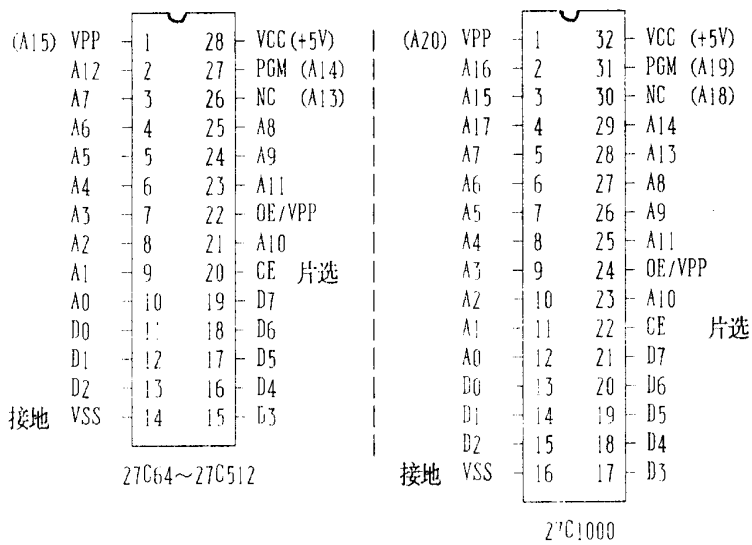 (A15) VPP 1 28 VCC (+5V)
A12 2 27 PGM (A14)
A7 3 26 NC (A13)
A6 4 25 A8
A5 5 24 A9
A4 6 23 A11
A3 7 22 OE/VPP
A2 8 21 A10
A1 9 20 CE 片选
A0 10 19 D7
D0 11 18 D6
D1 12 17 D5
D2 13 16 D4
接地 VSS 14 15 D3
27C64～27C512
(A20) VPP 1 32 VCC (+5V)
A16 2 31 PGM (A19)
A15 3 30 NC (A18)
A17 4 29 A14
A7 5 28 A13
A6 6 27 A8
A5 7 26 A9
A4 8 25 A11
A3 9 24 OE/VPP
A2 10 23 A10
A1 11 22 CE 片选
A0 12 21 D7
D0 13 20 D6
D1 14 19 D5
D2 15 18 D4
接地 VSS 16 17 D3
27C1000